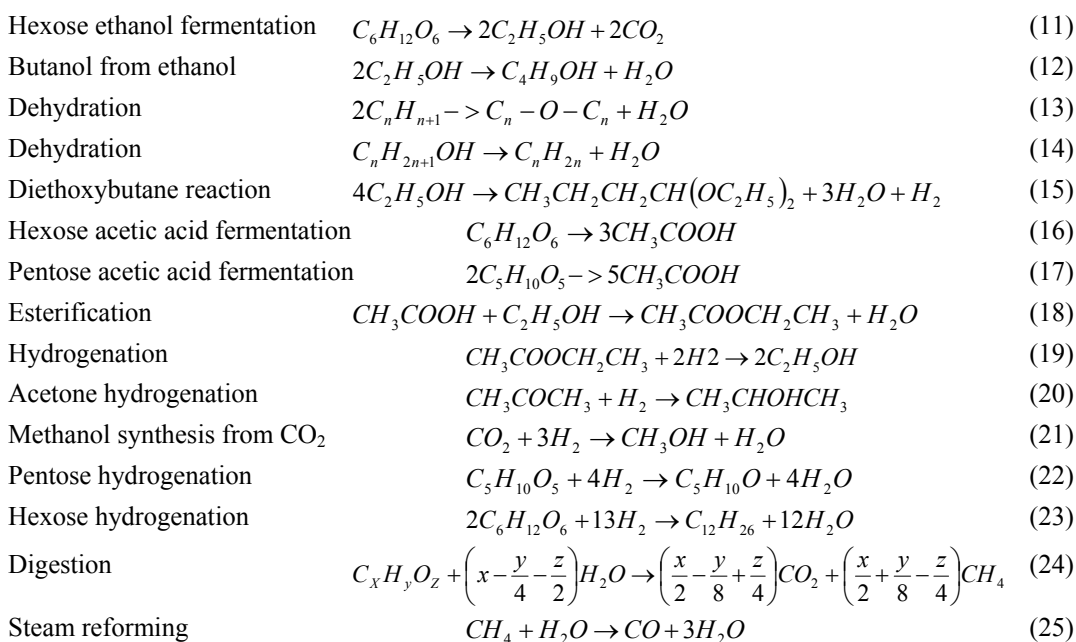 Hexose ethanol fermentation C₆H₁₂O₆ → 2C₂H₅OH + 2CO₂ (11)
Butanol from ethanol 2C₂H₅OH → C₄H₉OH + H₂O (12)
Dehydration 2CₙHₙ₊₁ − > Cₙ − O − Cₙ + H₂O (13)
Dehydration CₙH₂ₙ₊₁OH → CₙH₂ₙ + H₂O (14)
Diethoxybutane reaction 4C₂H₅OH → CH₃CH₂CH₂CH(OC₂H₅)₂ + 3H₂O + H₂ (15)
Hexose acetic acid fermentation C₆H₁₂O₆ → 3CH₃COOH (16)
Pentose acetic acid fermentation 2C₅H₁₀O₅ − > 5CH₃COOH (17)
Esterification CH₃COOH + C₂H₅OH → CH₃COOCH₂CH₃ + H₂O (18)
Hydrogenation CH₃COOCH₂CH₃ + 2H2 → 2C₂H₅OH (19)
Acetone hydrogenation CH₃COCH₃ + H₂ → CH₃CHOHCH₃ (20)
Methanol synthesis from CO₂ CO₂ + 3H₂ → CH₃OH + H₂O (21)
Pentose hydrogenation C₅H₁₀O₅ + 4H₂ → C₅H₁₀O + 4H₂O (22)
Hexose hydrogenation 2C₆H₁₂O₆ + 13H₂ → C₁₂H₂₆ + 12H₂O (23)
Digestion C_XH_yO_Z + (x − y/4 − z/2)H₂O → (x/2 − y/8 + z/4)CO₂ + (x/2 + y/8 − z/4)CH₄ (24)
Steam reforming CH₄ + H₂O → CO + 3H₂O (25)